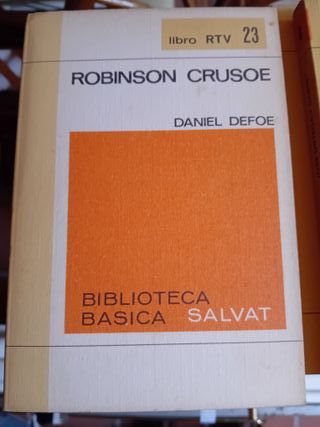 libro RTV 23
ROBINSON CRUSOE
DANIEL DEFOE
BIBLIOTECA
BASICA SALVAT